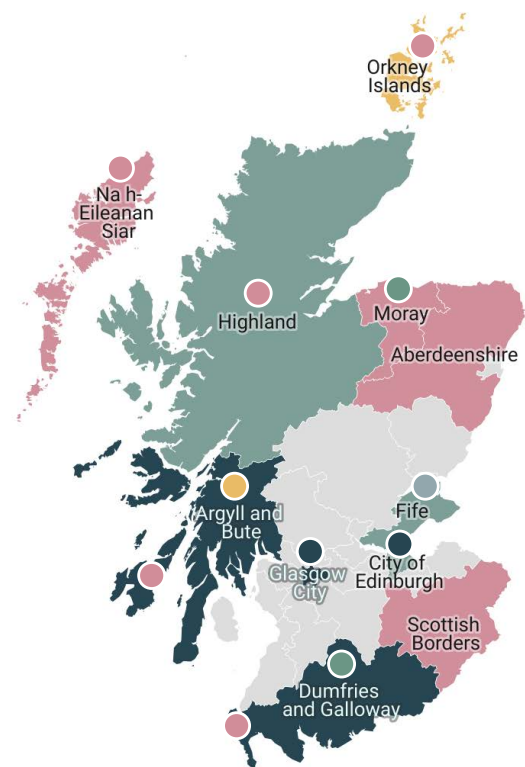 Orkney
Islands
Na h-
Eileanan
Siar
Highland
Moray
Aberdeenshire
Argyll and
Bute
Fife
Glasgow
City
City of
Edinburgh
Scottish
Borders
Dumfries
and Galloway